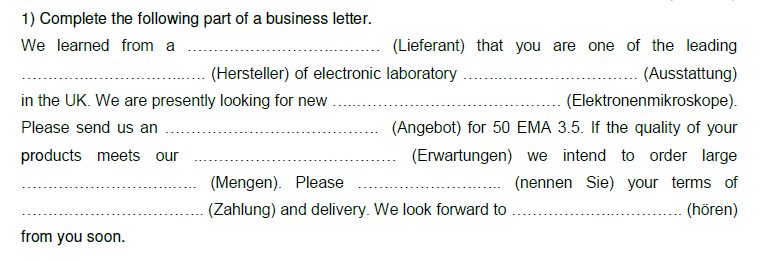 1) Complete the following part of a business letter.
We learned from a ........................................ (Lieferant) that you are one of the leading
...................................... (Hersteller) of electronic laboratory .................................... (Ausstattung)
in the UK. We are presently looking for new ............................................... (Elektronenmikroskope).
Please send us an ............................................ (Angebot) for 50 EMA 3.5. If the quality of your
products meets our .......................................... (Erwartungen) we intend to order large
.................................... (Mengen). Please .............................. (nennen Sie) your terms of
...................................... (Zahlung) and delivery. We look forward to ................................... (hören)
from you soon.